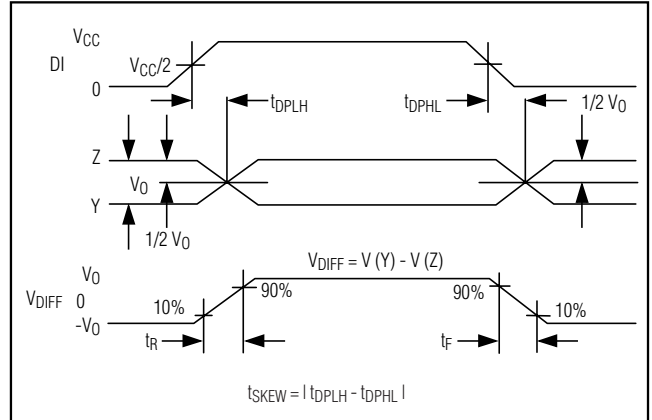 VCC
DI
VCC/2
0
tDPLH
tDPHL
1/2 VO
Z
VO
Y
1/2 VO
VDIFF = V (Y) - V (Z)
VO
VDIFF 0
-VO
10%
90%
90%
10%
tR
tF
tSKEW = | tDPLH - tDPHL |